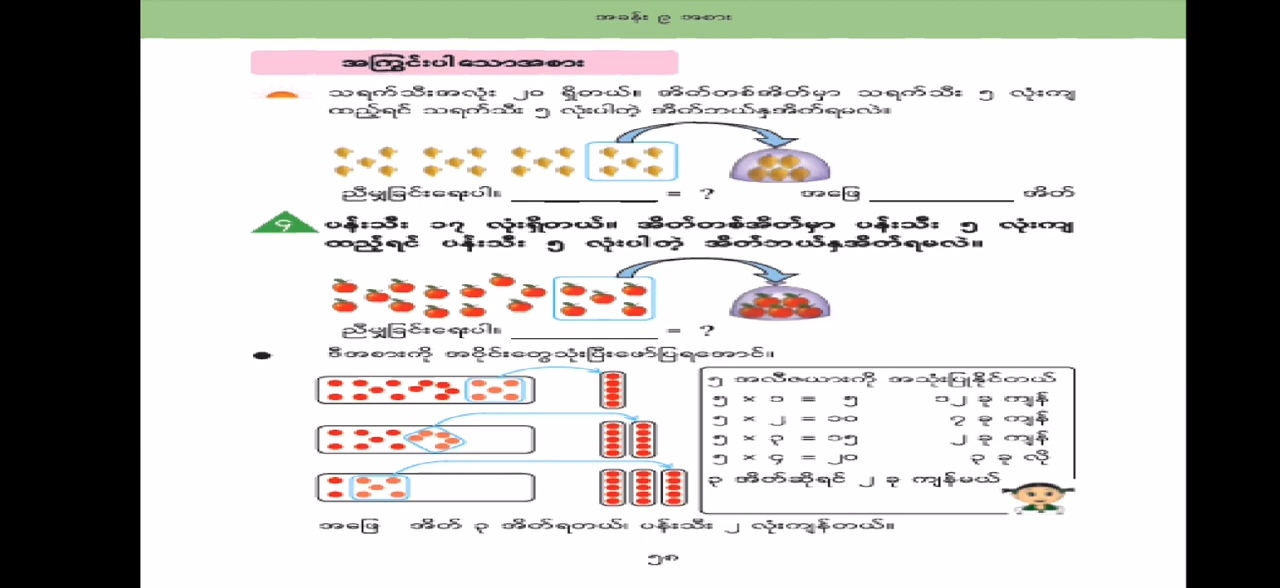 အခန်း ၉ အစား
အကြွင်းပါသောအစား
သရက်သီးအလုံး ၂၀ ရှိတယ်။ အိတ်တစ်အိတ်မှာ သရက်သီး ၅ လုံးကျ
ထည့်ရင် သရက်သီး ၅ လုံးပါတဲ့ အိတ်ဘယ်နှအိတ်ရမလဲ။
ညီမျှခြင်းရေးပါ။ ____________ = ? အဖြေ ____________ အိတ်
၄ ပန်းသီး ၁၇ လုံးရှိတယ်။ အိတ်တစ်အိတ်မှာ ပန်းသီး ၅ လုံးကျ
ထည့်ရင် ပန်းသီး ၅ လုံးပါတဲ့ အိတ်ဘယ်နှအိတ်ရမလဲ။
ညီမျှခြင်းရေးပါ။ ____________ = ?
● ဒီအစားကို အဝိုင်းတွေသုံးပြီးဖော်ပြရအောင်။
၅ အလီဇယားကို အသုံးပြုနိုင်တယ်
၅ × ၁ = ၅ ၁၂ ခု ကျန်
၅ × ၂ = ၁၀ ၇ ခု ကျန်
၅ × ၃ = ၁၅ ၂ ခု ကျန်
၅ × ၄ = ၂၀ ၃ ခု လို
၃ အိတ်ဆိုရင် ၂ ခု ကျန်မယ်
အဖြေ အိတ် ၃ အိတ်ရတယ်၊ ပန်းသီး ၂ လုံးကျန်တယ်။
၅၈